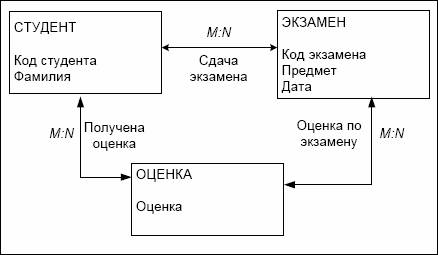 СТУДЕНТ
Код студента
Фамилия
M:N
Сдача
экзамена
ЭКЗАМЕН
Код экзамена
Предмет
Дата
M:N
Получена
оценка
Оценка по
экзамену
M:N
ОЦЕНКА
Оценка